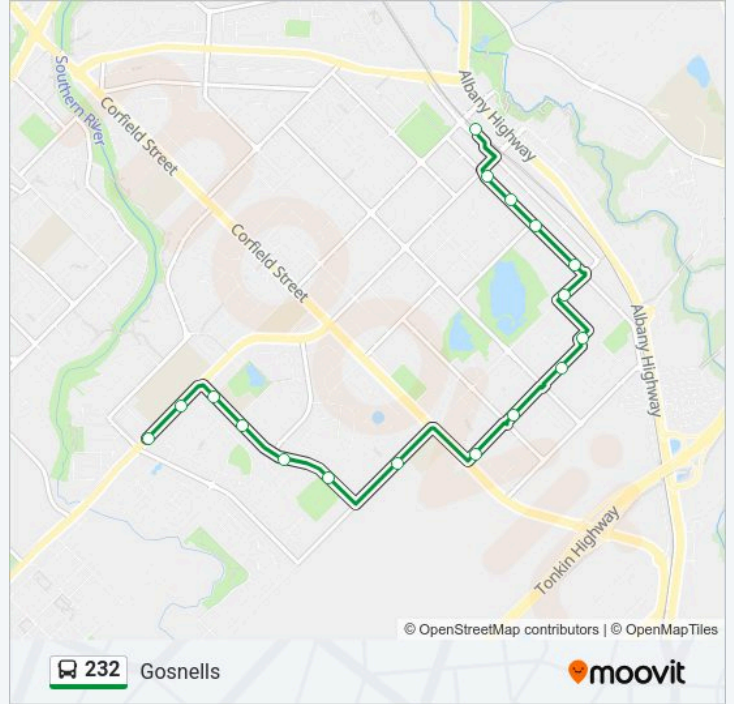 Albany Highway
Southern River
Corfield Street
Corfield Street
Albany Highway
Tonkin Highway
© OpenStreetMap contributors | © OpenMapTiles
232 Gosnells
moovit